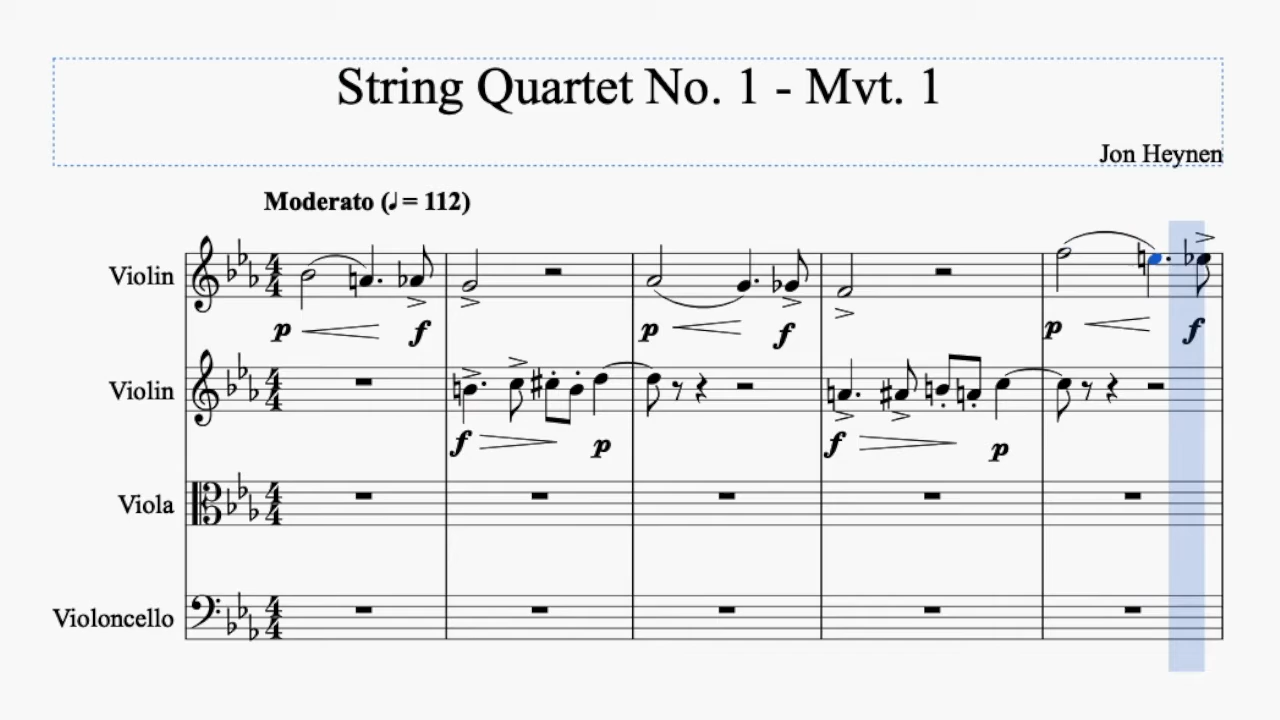 String Quartet No. 1 - Mvt. 1
Jon Heynen
Moderato (♩ = 112)
Violin
p f p f p f
Violin
f p f p
Viola
Violoncello